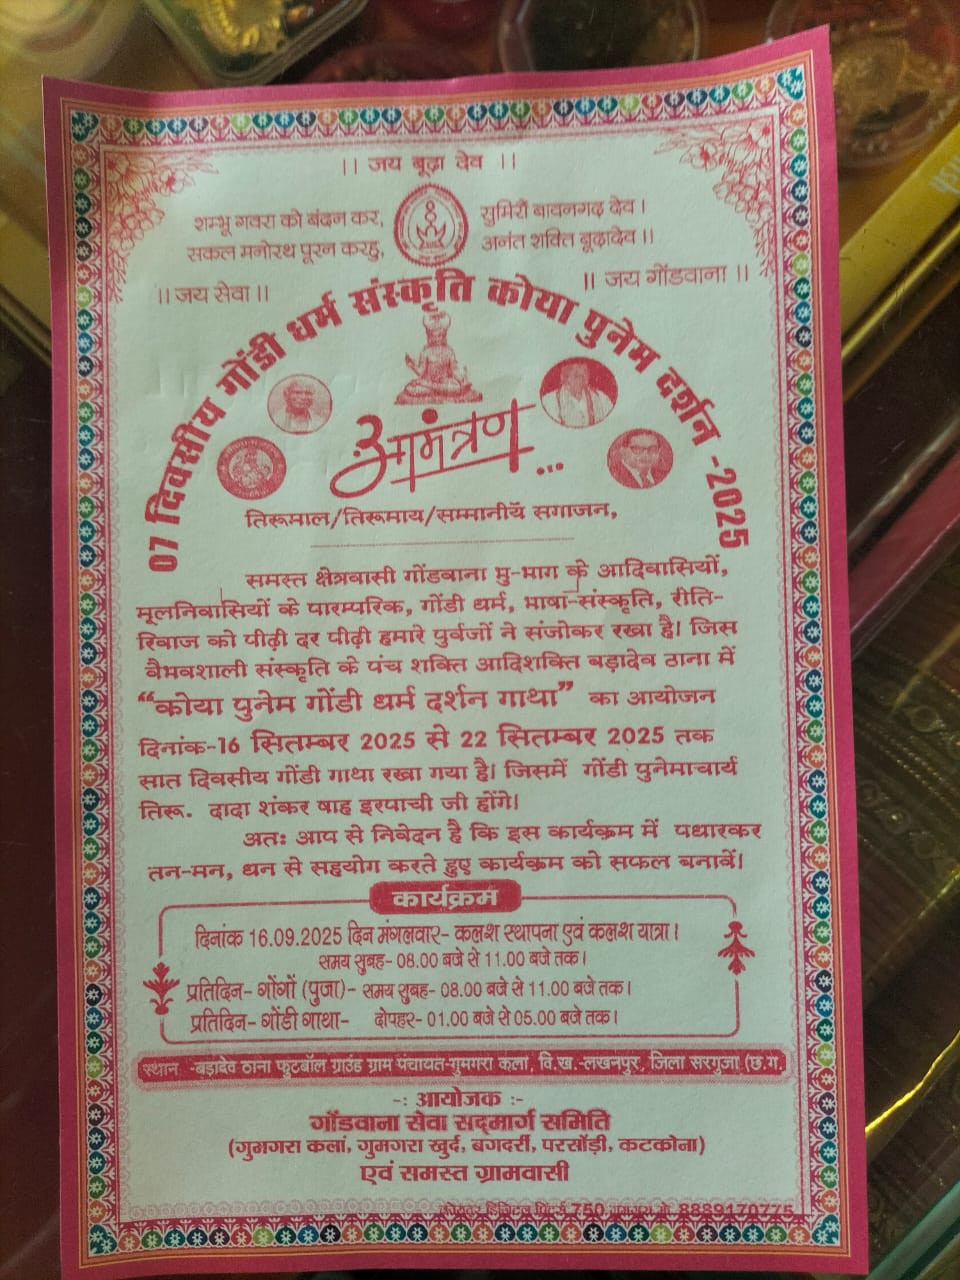 || जय बूढ़ा देव ||
शम्भू गवरा को बंदन कर, सुमिरौं बावनगढ़ देव।
सकल मनोरथ पूरन करहु, अनंत शक्ति बूढ़ादेव।।
|| जय सेवा ||
|| जय गोंडवाना ||
07 दिवसीय गोंडी धर्म संस्कृति कोया पुनेम दर्शन -2025
आमंत्रण...
तिरूमाल/तिरूमाय/सम्मानीयॅ सगाजन,
समस्त क्षेत्रवासी गोंडवाना भु-भाग के आदिवासियों,
मूलनिवासियों के पारम्परिक, गोंडी धर्म, भाषा-संस्कृति, रीति-
रिवाज को पीढ़ी दर पीढ़ी हमारे पुर्वजों ने संजोकर रखा है। जिस
वैभवशाली संस्कृति के पंच शक्ति आदिशक्ति बड़ादेव ठाना में
“कोया पुनेम गोंडी धर्म दर्शन गाथा” का आयोजन
दिनांक-16 सितम्बर 2025 से 22 सितम्बर 2025 तक
सात दिवसीय गोंडी गाथा रखा गया है। जिसमें गोंडी पुनेमाचार्य
तिरू. दादा शंकर षाह इरपाची जी होंगे।
अतः आप से निवेदन है कि इस कार्यक्रम में पधारकर
तन-मन, धन से सहयोग करते हुए कार्यक्रम को सफल बनावें।
कार्यक्रम
दिनांक 16.09.2025 दिन मंगलवार- कलश स्थापना एवं कलश यात्रा।
समय सुबह- 08.00 बजे से 11.00 बजे तक।
प्रतिदिन- गोंगों (पुजा)- समय सुबह- 08.00 बजे से 11.00 बजे तक।
प्रतिदिन- गोंडी गाथा- दोपहर- 01.00 बजे से 05.00 बजे तक।
स्थान -बड़ादेव ठाना फुटबॉल ग्राउंड ग्राम पंचायत-गुमगरा कला, वि.ख.-लखनपुर, जिला सरगुजा (छ.ग.
-: आयोजक :-
गोंडवाना सेवा सद्मार्ग समिति
(गुमगरा कलां, गुमगरा खुर्द, बगदर्री, परसोंड़ी, कटकोना)
एवं समस्त ग्रामवासी
डिजिटल 750 गुमगरा मो. 8889170775